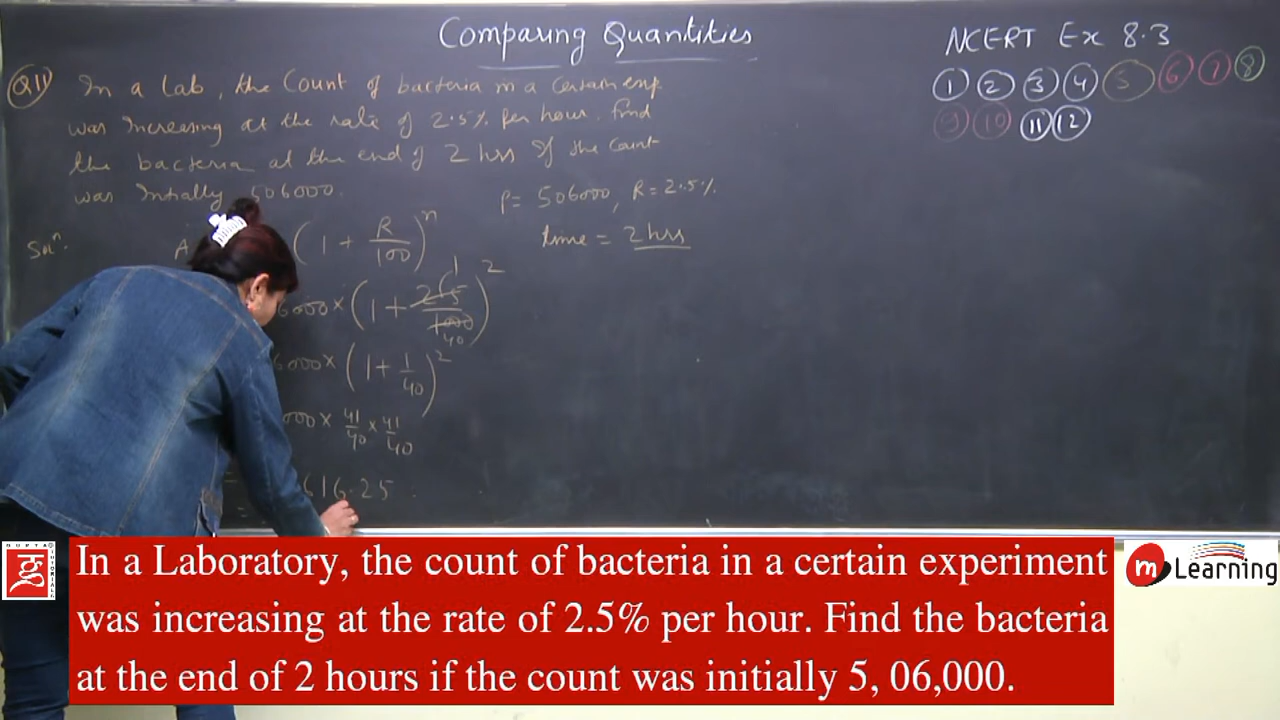 Comparing Quantities
NCERT Ex 8.3
1 2 3 4 5 6 7 8
9 10 11 12
Q11 In a Lab, the Count of bacteria in a certain exp.
was Increasing at the rate of 2.5% per hour. Find
the bacteria at the end of 2 hrs if the count
was Initially 506000.
P = 506000, R = 2.5%
time = 2 hrs
Solⁿ. A (1 + R/100)ⁿ
6000 × (1 + 25/1000)² 1 40
6000 × (1 + 1/40)²
000 × 41/40 × 41/40
= 616.25
In a Laboratory, the count of bacteria in a certain experiment
was increasing at the rate of 2.5% per hour. Find the bacteria
at the end of 2 hours if the count was initially 5, 06,000.
m Learning